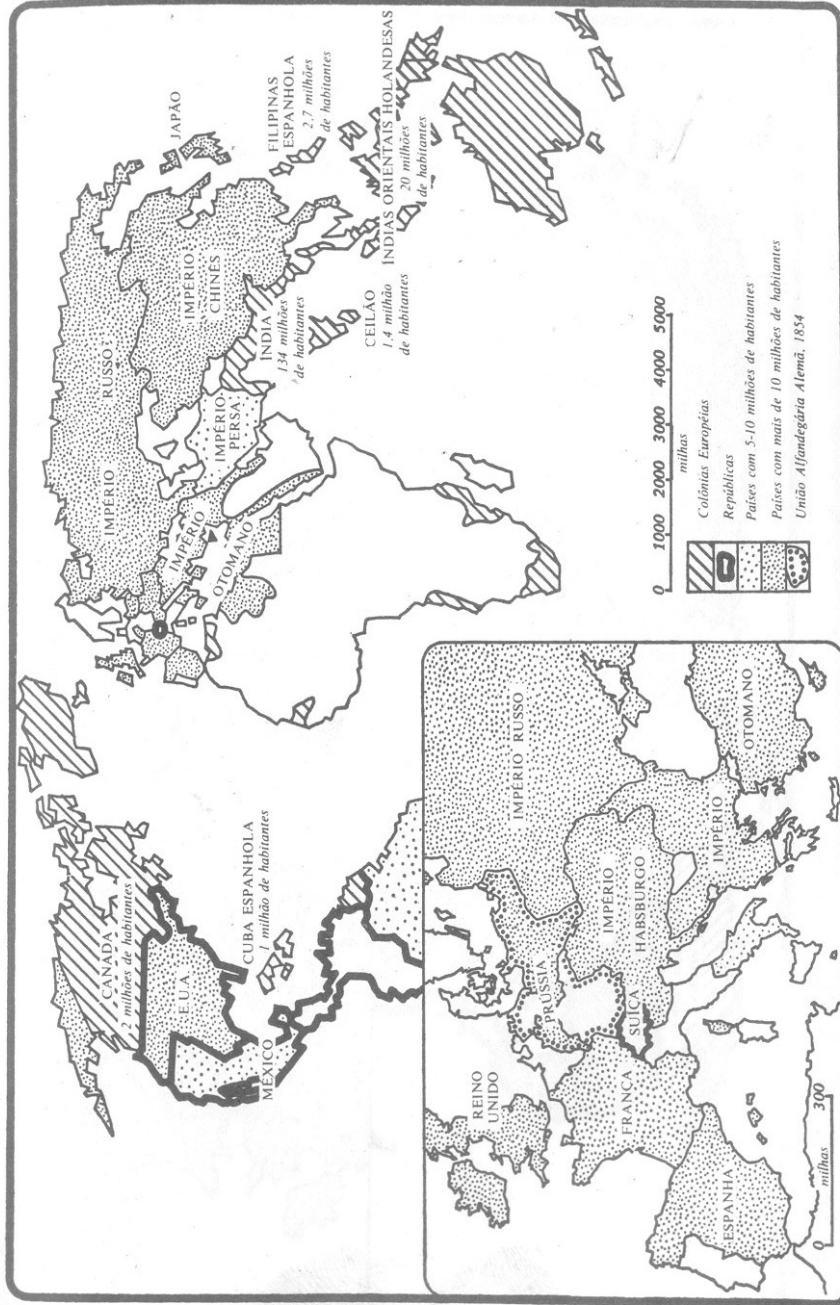 CANADÁ
2 milhões de habitantes
E.U.A.
MÉXICO
CUBA ESPANHOLA
1 milhão de habitantes
IMPÉRIO RUSSO
IMPÉRIO
OTOMANO
IMPÉRIO
PERSA
IMPÉRIO
CHINÊS
JAPÃO
ÍNDIA
134 milhões
de habitantes
CEILÃO
1,4 milhão
de habitantes
FILIPINAS
ESPANHOLA
2,7 milhões
de habitantes
ÍNDIAS ORIENTAIS HOLANDESAS
20 milhões
de habitantes
REINO
UNIDO
PRÚSSIA
IMPÉRIO RUSSO
FRANÇA
SUÍÇA
IMPÉRIO
HABSBURGO
ESPANHA
IMPÉRIO
OTOMANO
0 300
milhas
0 1000 2000 3000 4000 5000
milhas
Colônias Européias
Repúblicas
Países com 5-10 milhões de habitantes
Países com mais de 10 milhões de habitantes
União Alfandegária Alemã, 1854